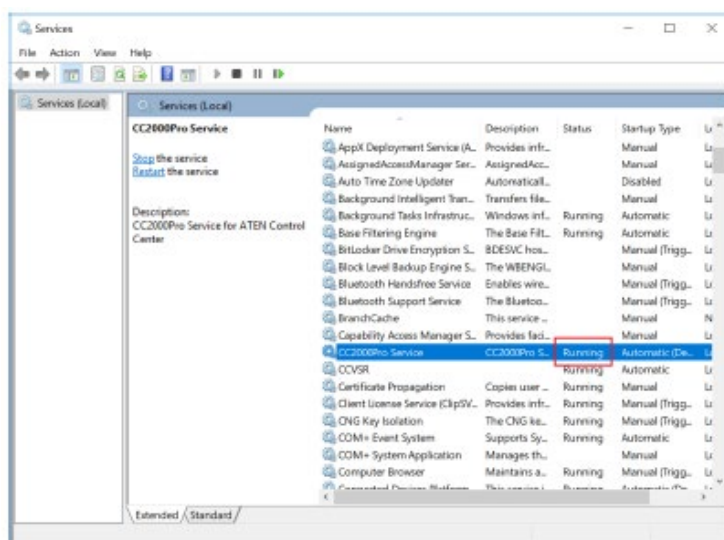 Services
File Action View Help
Services (Local)
Services (Local)
CC2000Pro Service
Stop the service
Restart the service
Description:
CC2000Pro Service for ATEN Control
Center
Name Description Status Startup Type
AppX Deployment Service (A... Provides infr... Manual
AssignedAccessManager Ser... AssignedAcc... Manual
Auto Time Zone Updater Automaticall... Disabled
Background Intelligent Tran... Transfers file... Manual
Background Tasks Infrastruc... Windows inf... Running Automatic
Base Filtering Engine The Base Filt... Running Automatic
BitLocker Drive Encryption S... BDESVC hos... Manual (Trigg...
Block Level Backup Engine S... The WBENGI... Manual
Bluetooth Handsfree Service Enables wire... Manual (Trigg...
Bluetooth Support Service The Bluetoo... Manual (Trigg...
BranchCache This service ... Manual N
Capability Access Manager S... Provides faci... Manual
CC2000Pro Service CC2000Pro S... Running Automatic (De...
CCVSR Running Automatic
Certificate Propagation Copies user ... Running Manual
Client License Service (ClipSV... Provides infr... Running Manual (Trigg...
CNG Key Isolation The CNG ke... Running Manual (Trigg...
COM+ Event System Supports Sy... Running Automatic
COM+ System Application Manages th... Manual
Computer Browser Maintains a... Running Manual (Trigg...
Connected Devices Platform This service i... Running Automatic (De...
Extended Standard